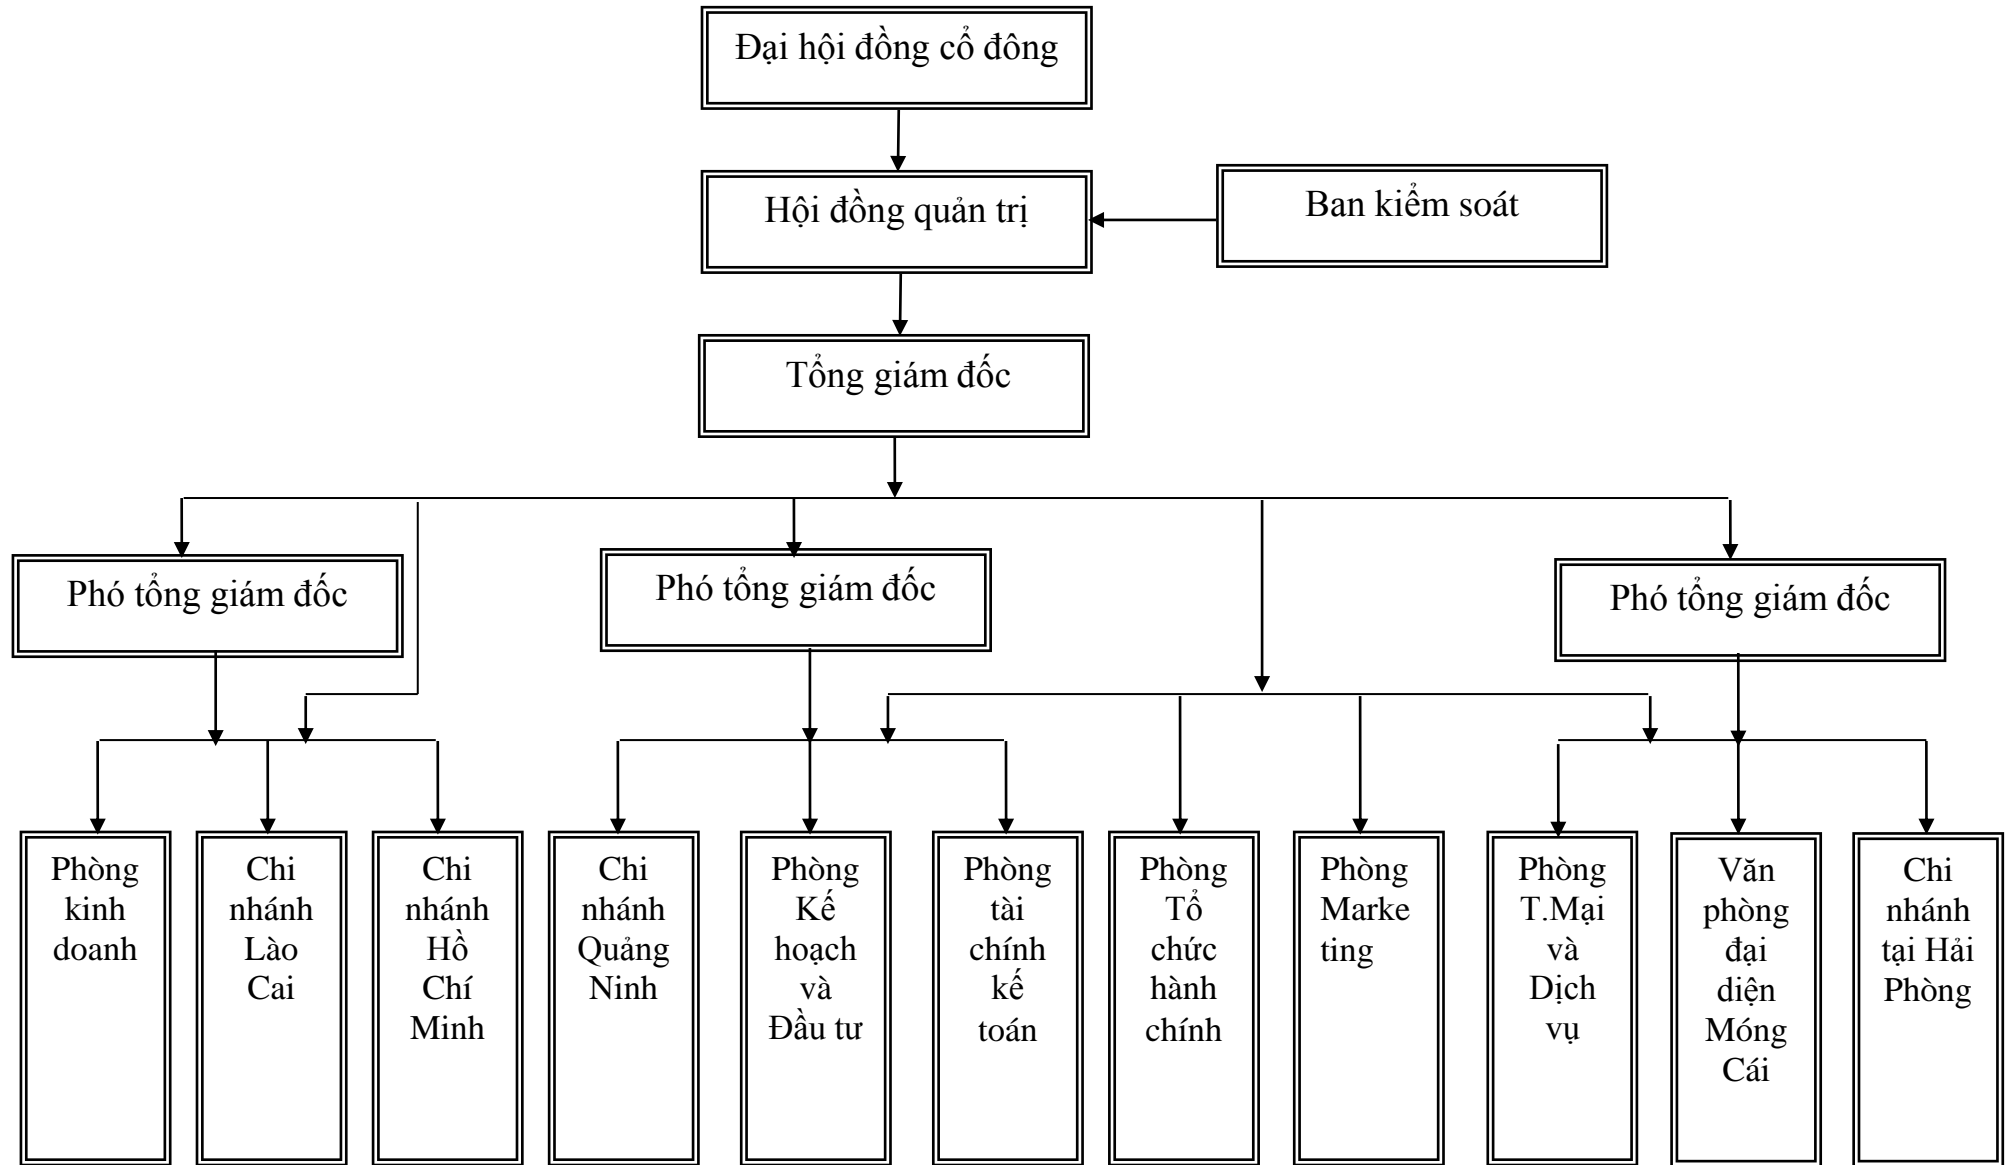 Đại hội đồng cổ đông
Hội đồng quản trị
Ban kiểm soát
Tổng giám đốc
Phó tổng giám đốc
Phó tổng giám đốc
Phó tổng giám đốc
Phòng
kinh
doanh
Chi
nhánh
Lào
Cai
Chi
nhánh
Hồ
Chí
Minh
Chi
nhánh
Quảng
Ninh
Phòng
Kế
hoạch
và
Đầu tư
Phòng
tài
chính
kế
toán
Phòng
Tổ
chức
hành
chính
Phòng
Marke
ting
Phòng
T.Mại
và
Dịch
vụ
Văn
phòng
đại
diện
Móng
Cái
Chi
nhánh
tại Hải
Phòng